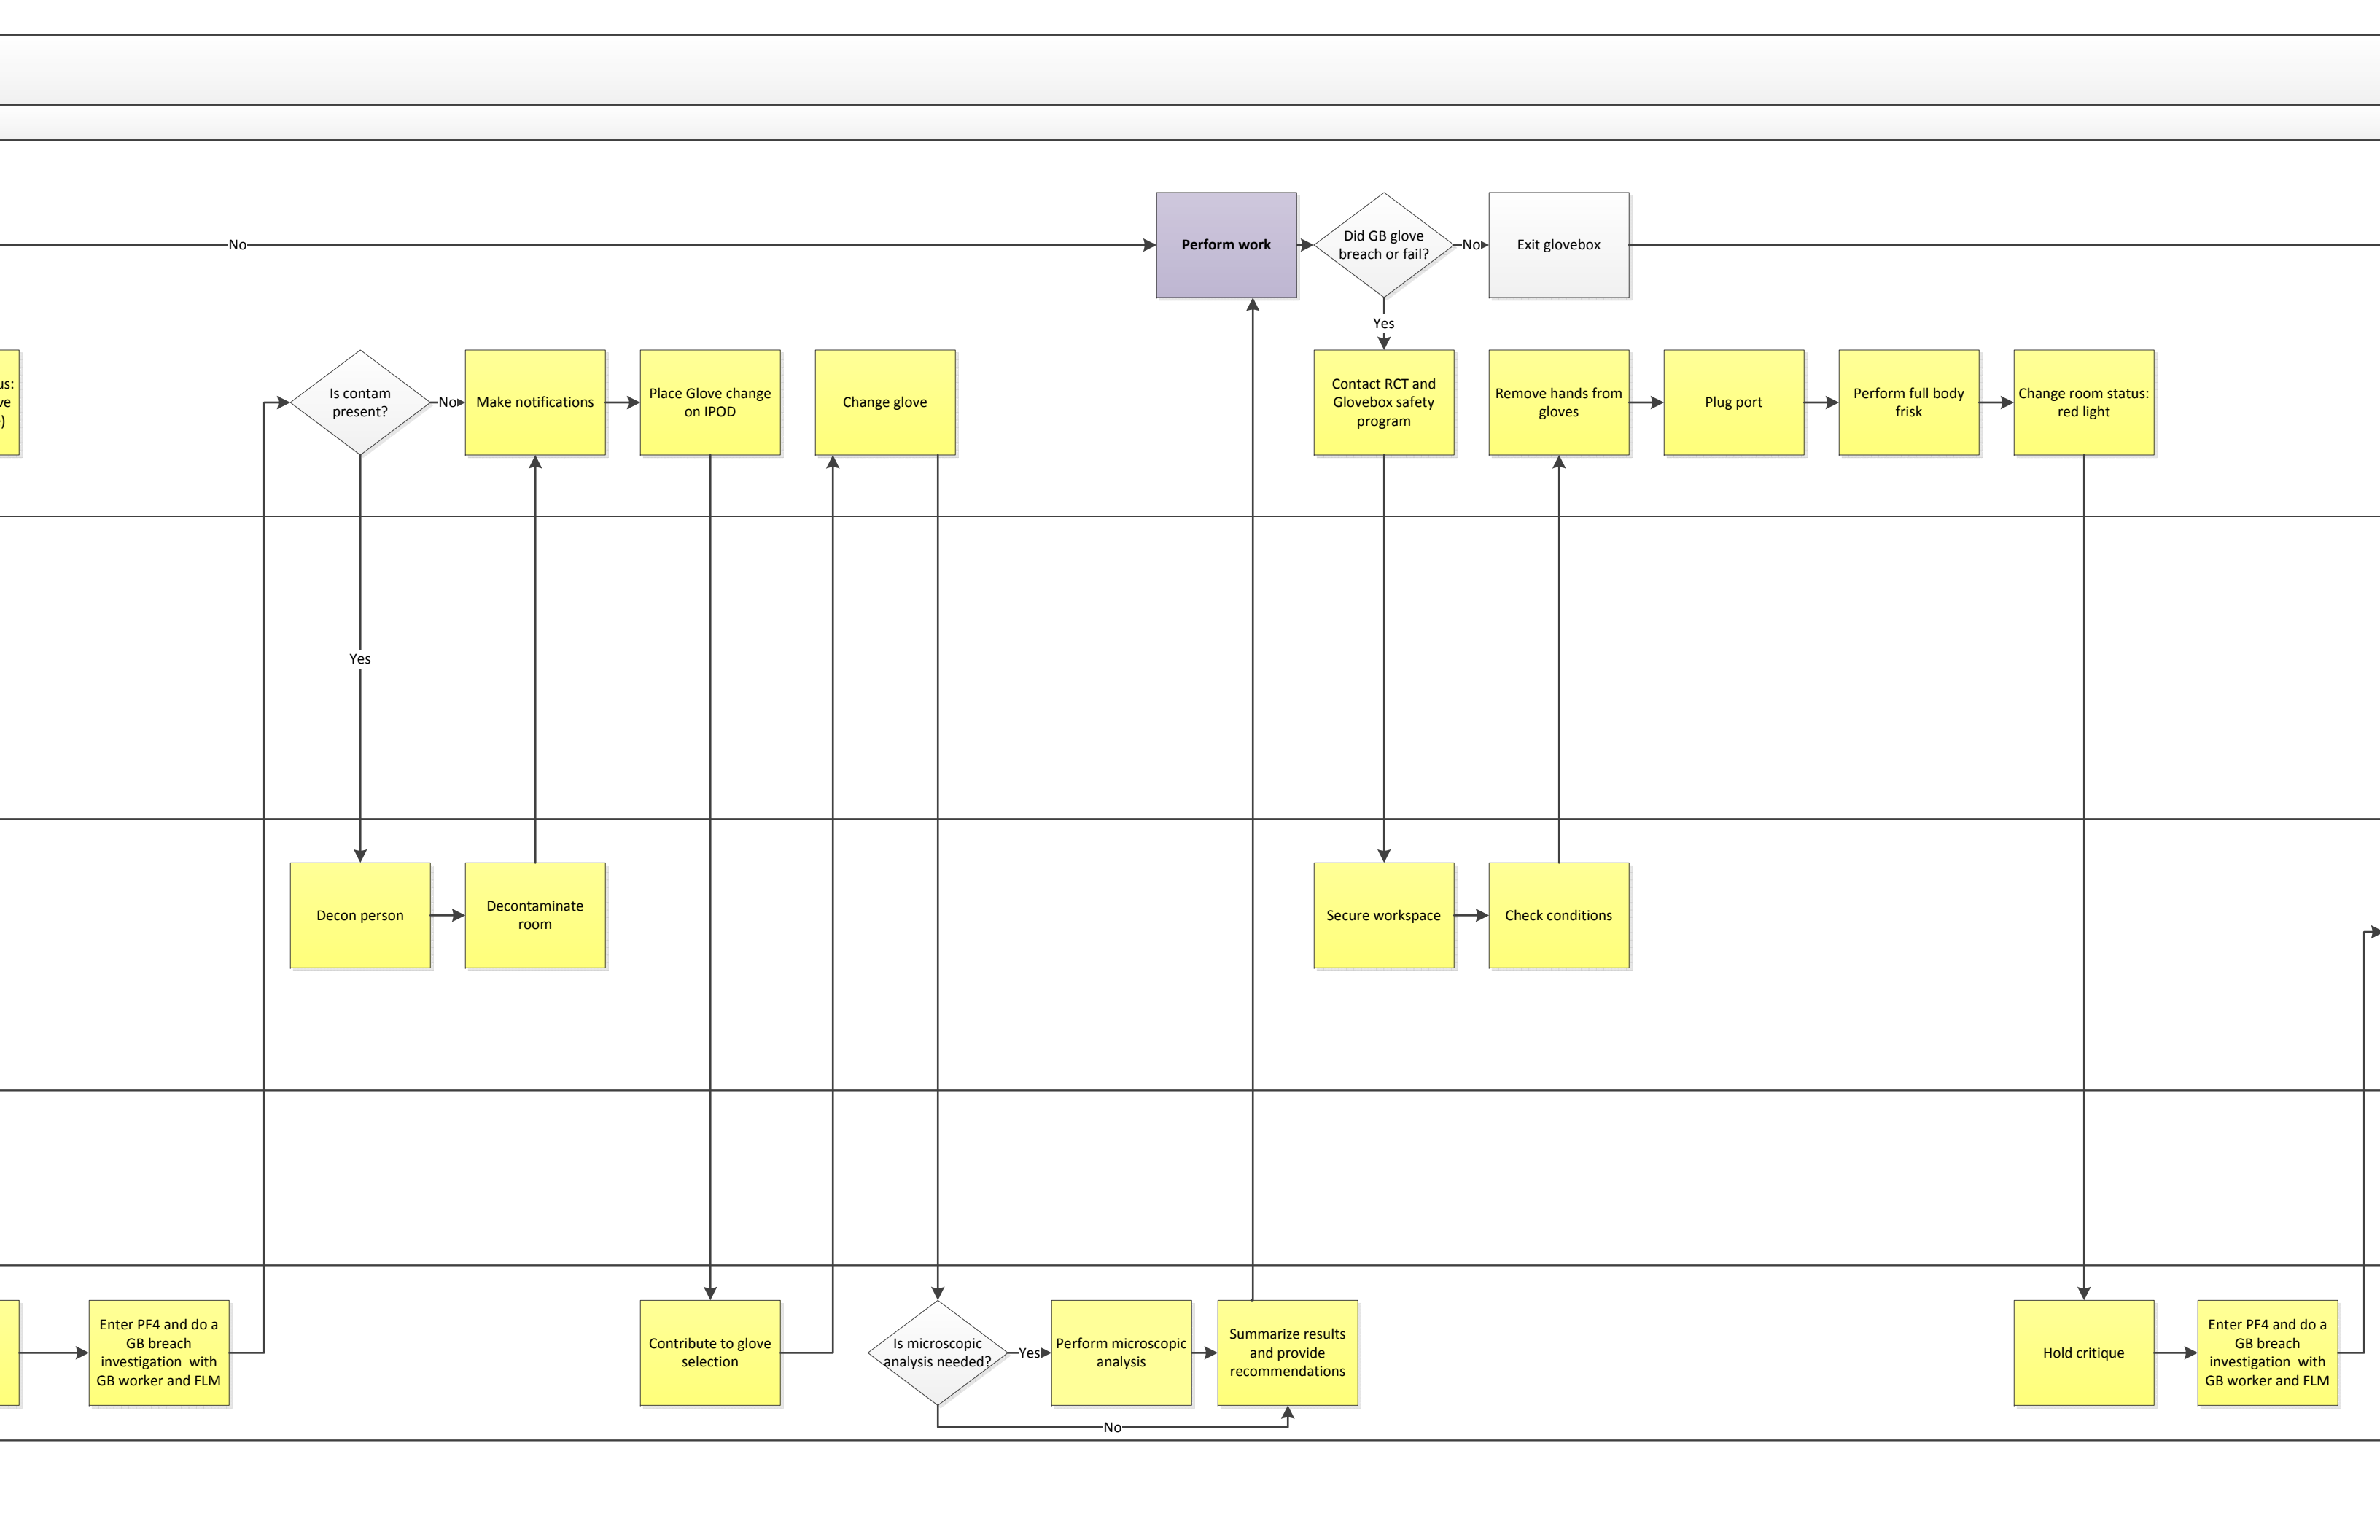 No
Perform work
Did GB glove
breach or fail?
No
Exit glovebox
Yes
us:
ve
)
Is contam
present?
No
Make notifications
Place Glove change
on IPOD
Change glove
Contact RCT and
Glovebox safety
program
Remove hands from
gloves
Plug port
Perform full body
frisk
Change room status:
red light
Yes
Decon person
Decontaminate
room
Secure workspace
Check conditions
Enter PF4 and do a
GB breach
investigation  with
GB worker and FLM
Contribute to glove
selection
Is microscopic
analysis needed?
Yes
Perform microscopic
analysis
Summarize results
and provide
recommendations
No
Hold critique
Enter PF4 and do a
GB breach
investigation  with
GB worker and FLM